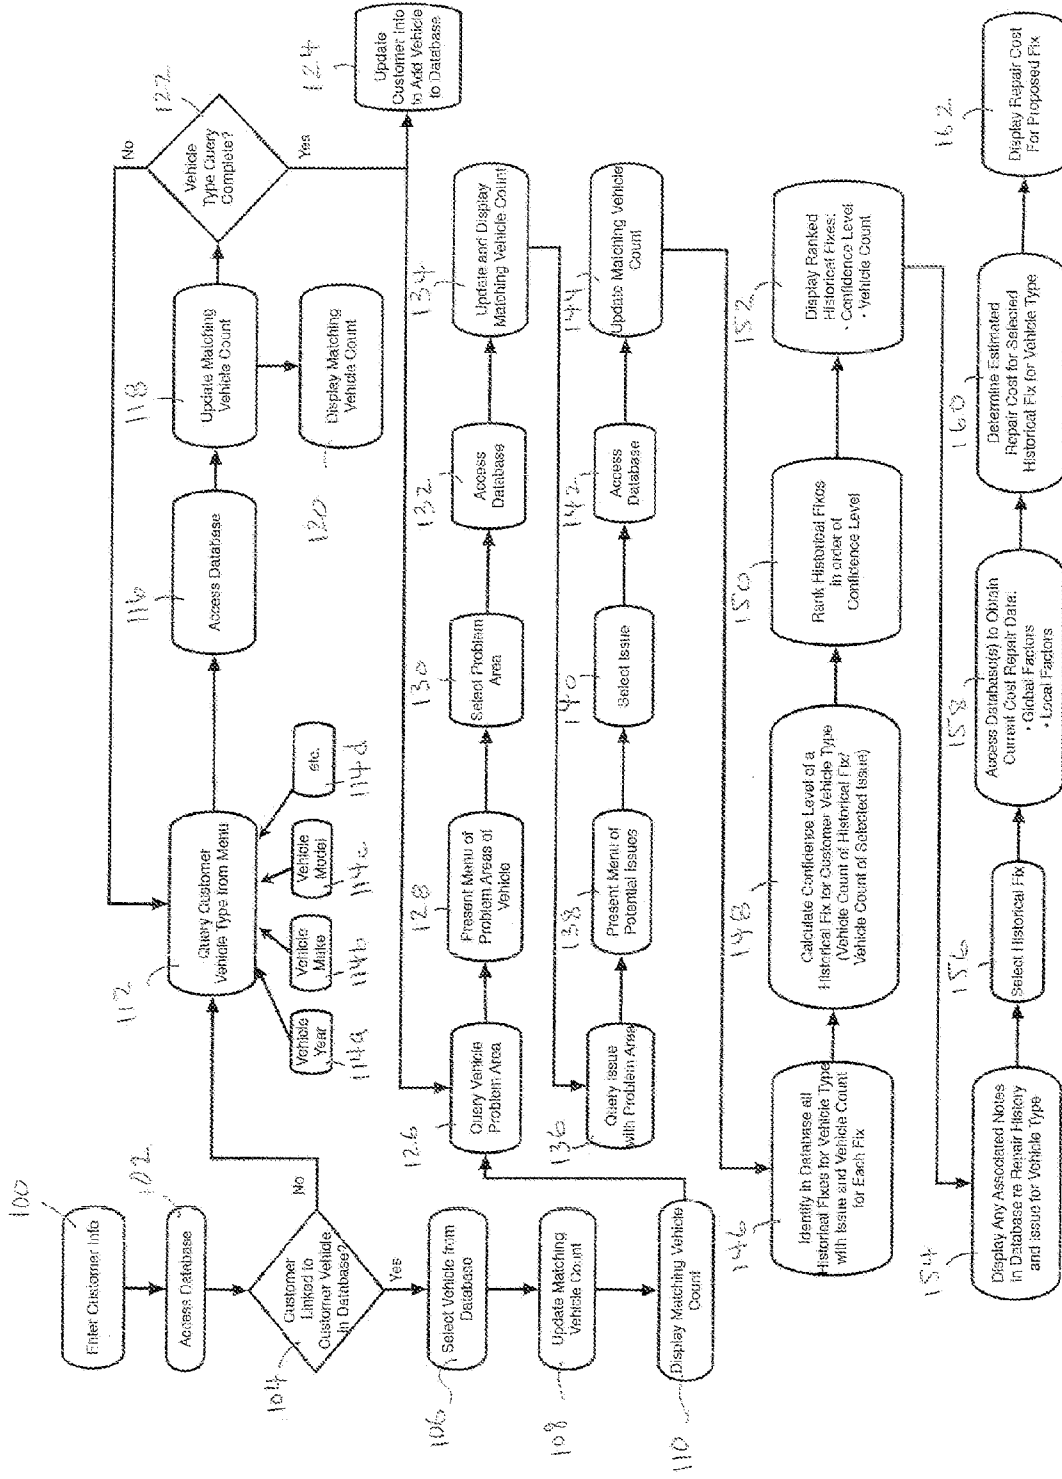 100
Enter Customer Info
102
Access Database
104
Customer
Linked to
Customer Vehicle
in Database?
No
Yes
106
Select Vehicle from
Database
108
Update Matching
Vehicle Count
110
Display Matching Vehicle
Count
112
Query Customer
Vehicle Type from Menu
Vehicle
Year
114a
Vehicle
Make
114b
Vehicle
Model
114c
etc.
114d
116
Access Database
118
Update Matching
Vehicle Count
120
Display Matching
Vehicle Count
122
Vehicle
Type Query
Complete?
No
Yes
124
Update
Customer Info
to Add Vehicle
to Database
126
Query Vehicle
Problem Area
128
Present Menu of
Problem Areas of
Vehicle
130
Select Problem
Area
132
Access
Database
134
Update and Display
Matching Vehicle Count
136
Query Issue
with Problem Area
138
Present Menu of
Potential Issues
140
Select Issue
142
Access
Database
144
Update Matching Vehicle
Count
146
Identify in Database all
Historical Fixes for Vehicle Type
with Issue and Vehicle Count
for Each Fix
148
Calculate Confidence Level of a
Historical Fix for Customer Vehicle Type
(Vehicle Count of Historical Fix/
Vehicle Count of Selected Issue)
150
Rank Historical Fixes
in order of
Confidence Level
152
Display Ranked
Historical Fixes:
• Confidence Level
• Vehicle Count
154
Display Any Associated Notes
in Database re Repair History
and Issue for Vehicle Type
156
Select Historical Fix
158
Access Database(s) to Obtain
Current Cost Repair Data:
• Global Factors
• Local Factors
160
Determine Estimated
Repair Cost for Selected
Historical Fix for Vehicle Type
162
Display Repair Cost
For Proposed Fix